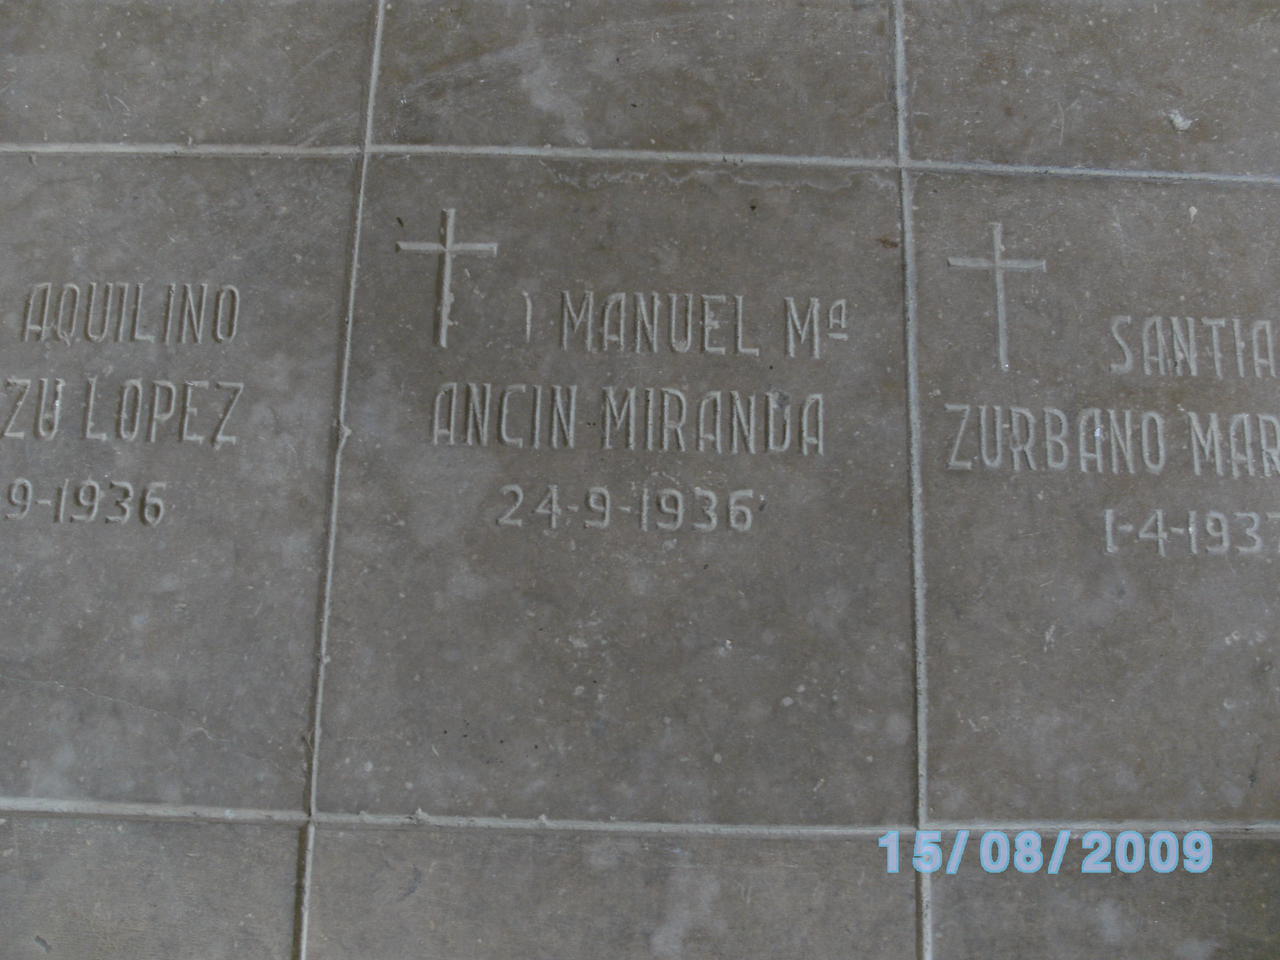 AQUILINO
ZU LOPEZ
9-1936
MANUEL Mª
ANCIN MIRANDA
24-9-1936
SANTIA
ZURBANO MAR
1-4-1937
15/08/2009